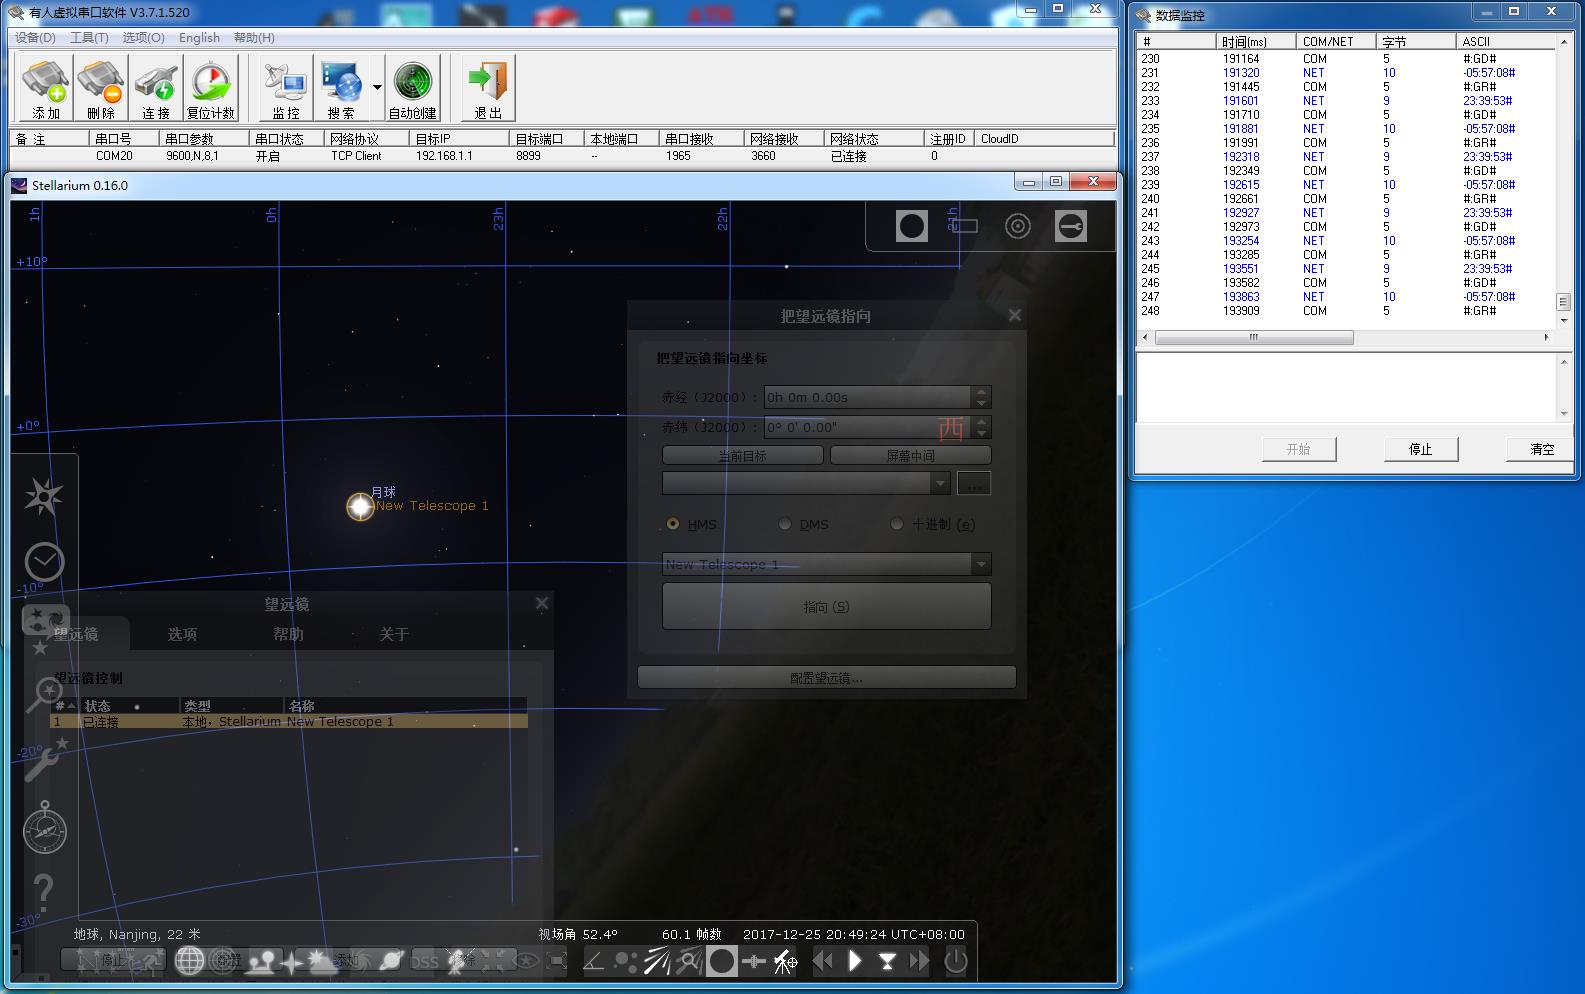 有人虚拟串口软件 V3.7.1.520
设备(D) 工具(T) 选项(O) English 帮助(H)
添加 删除 连接 复位计数 监控 搜索 自动创建 退出
备注 串口号 串口参数 串口状态 网络协议 目标IP 目标端口 本地端口 串口接收 网络接收 网络状态 注册ID CloudID
COM20 9600,N,8,1 开启 TCP Client 192.168.1.1 8899 -- 1965 3660 已连接 0
Stellarium 0.16.0
1h 0h 23h 22h 21h
+10°
把望远镜指向
把望远镜指向坐标
赤经（J2000）: 0h 0m 0.00s
赤纬（J2000）: 0° 0' 0.00"
西
+0°
当前目标 屏幕中间
...
月球
New Telescope 1
HMS DMS 十进制 (e)
New Telescope 1
指向 (S)
配置望远镜...
-10°
望远镜
望远镜 选项 帮助 关于
望远镜控制
# 状态 类型 名称
1 已连接 本地, Stellarium New Telescope 1
-20°
-30°
地球, Nanjing, 22 米 视场角 52.4° 60.1 帧数 2017-12-25 20:49:24 UTC+08:00
停止 配置 添加 DSS 删除
数据监控
# 时间(ms) COM/NET 字节 ASCII
230 191164 COM 5 #:GD#
231 191320 NET 10 -05:57:08#
232 191445 COM 5 #:GR#
233 191601 NET 9 23:39:53#
234 191710 COM 5 #:GD#
235 191881 NET 10 -05:57:08#
236 191991 COM 5 #:GR#
237 192318 NET 9 23:39:53#
238 192349 COM 5 #:GD#
239 192615 NET 10 -05:57:08#
240 192661 COM 5 #:GR#
241 192927 NET 9 23:39:53#
242 192973 COM 5 #:GD#
243 193254 NET 10 -05:57:08#
244 193285 COM 5 #:GR#
245 193551 NET 9 23:39:53#
246 193582 COM 5 #:GD#
247 193863 NET 10 -05:57:08#
248 193909 COM 5 #:GR#
开始 停止 清空